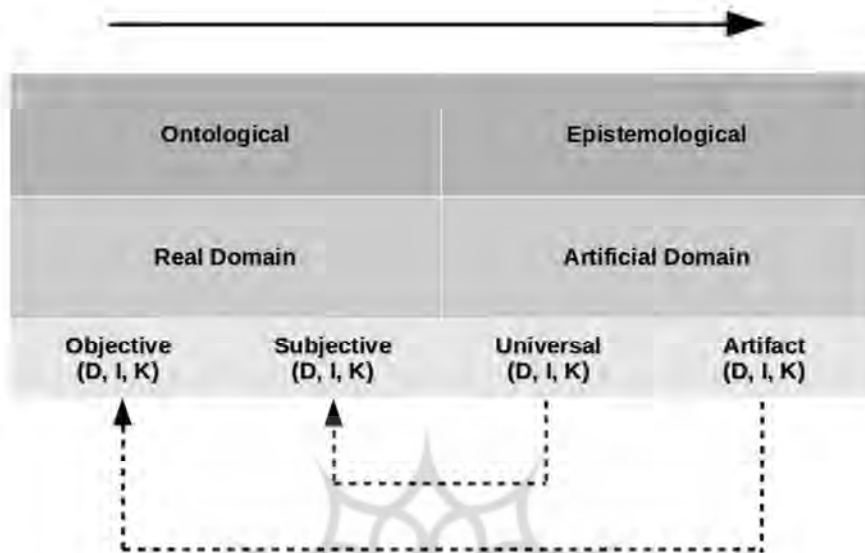 Ontological Epistemological
Real Domain Artificial Domain
Objective Subjective Universal Artifact
(D, I, K) (D, I, K) (D, I, K) (D, I, K)